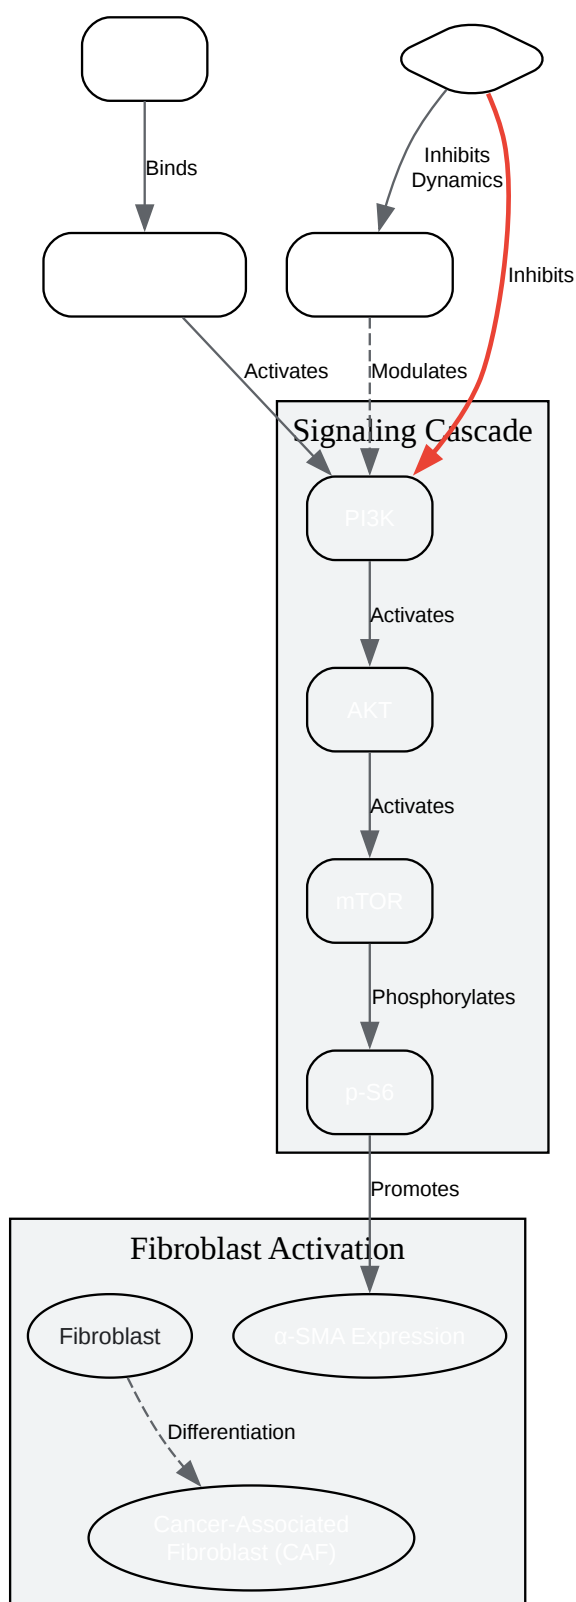 Binds
Inhibits
Dynamics
Inhibits
Activates
Modulates
Signaling Cascade
PI3K
Activates
AKT
Activates
mTOR
Phosphorylates
p-S6
Promotes
Fibroblast Activation
Fibroblast
α-SMA Expression
Differentiation
Cancer-Associated
Fibroblast (CAF)